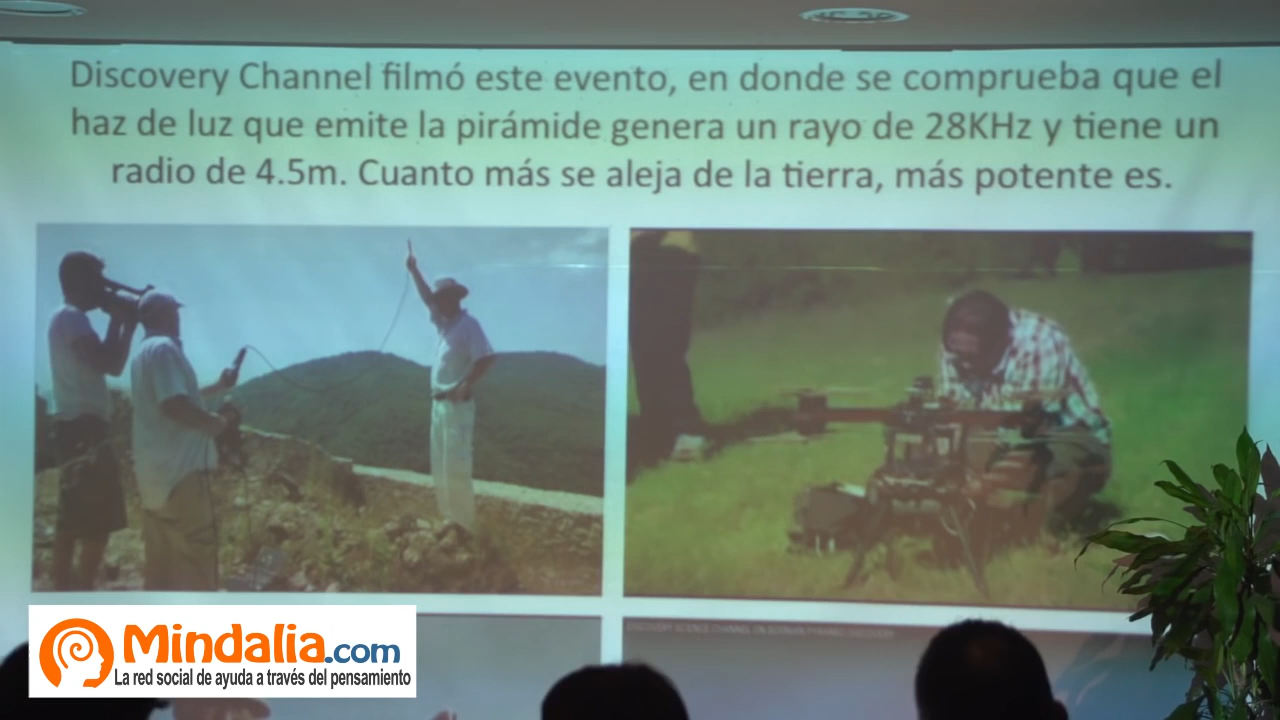 Discovery Channel filmó este evento, en donde se comprueba que el
haz de luz que emite la pirámide genera un rayo de 28KHz y tiene un
radio de 4.5m. Cuanto más se aleja de la tierra, más potente es.
Mindalia.com
La red social de ayuda a través del pensamiento